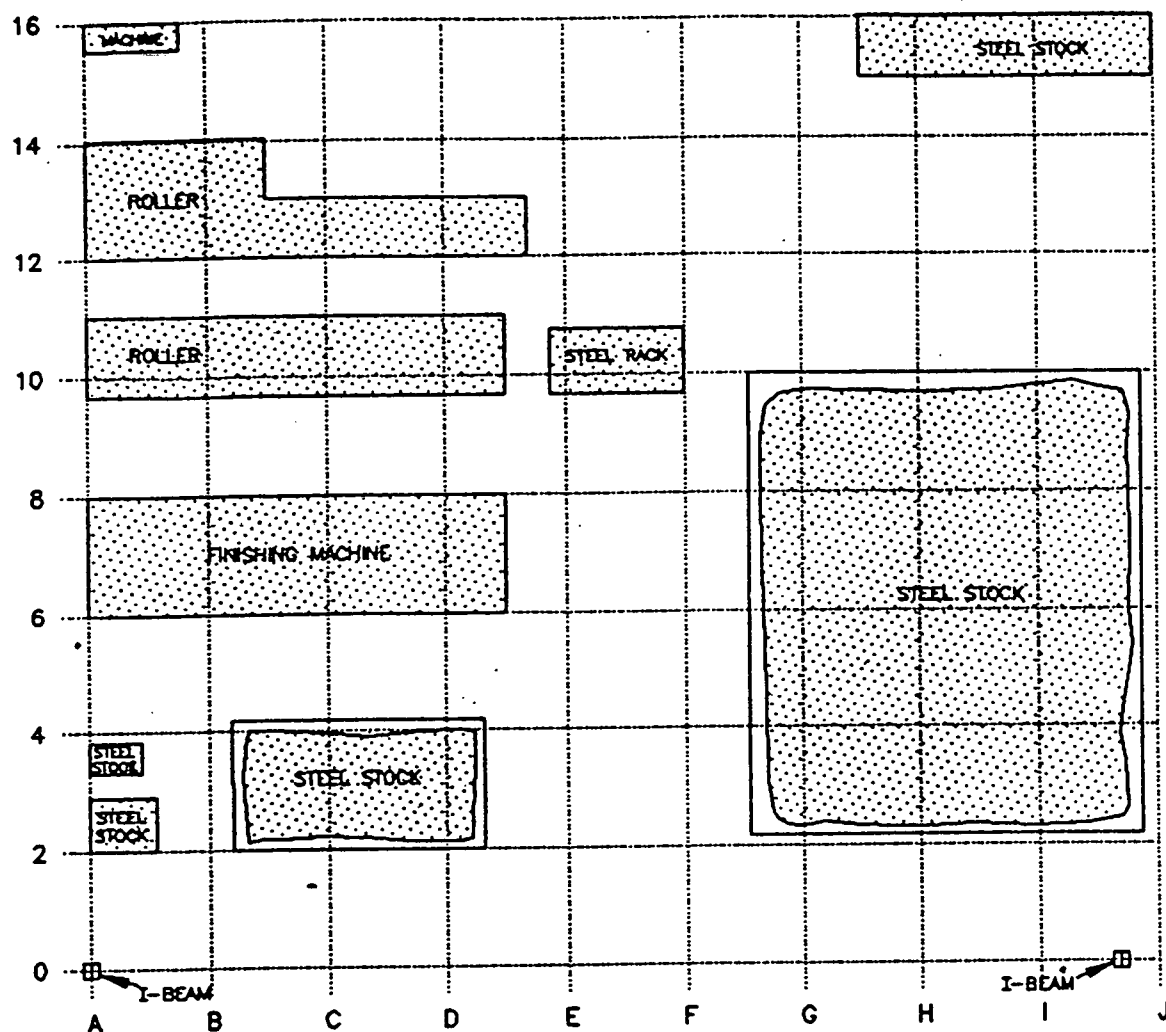 16
MACHINE
STEEL STOCK
14
ROLLER
12
ROLLER
STEEL RACK
10
8
FINISHING MACHINE
STEEL STOCK
6
4
STEEL
STOCK
STEEL STOCK
STEEL
STOCK
2
0
I-BEAM
I-BEAM
A B C D E F G H I J